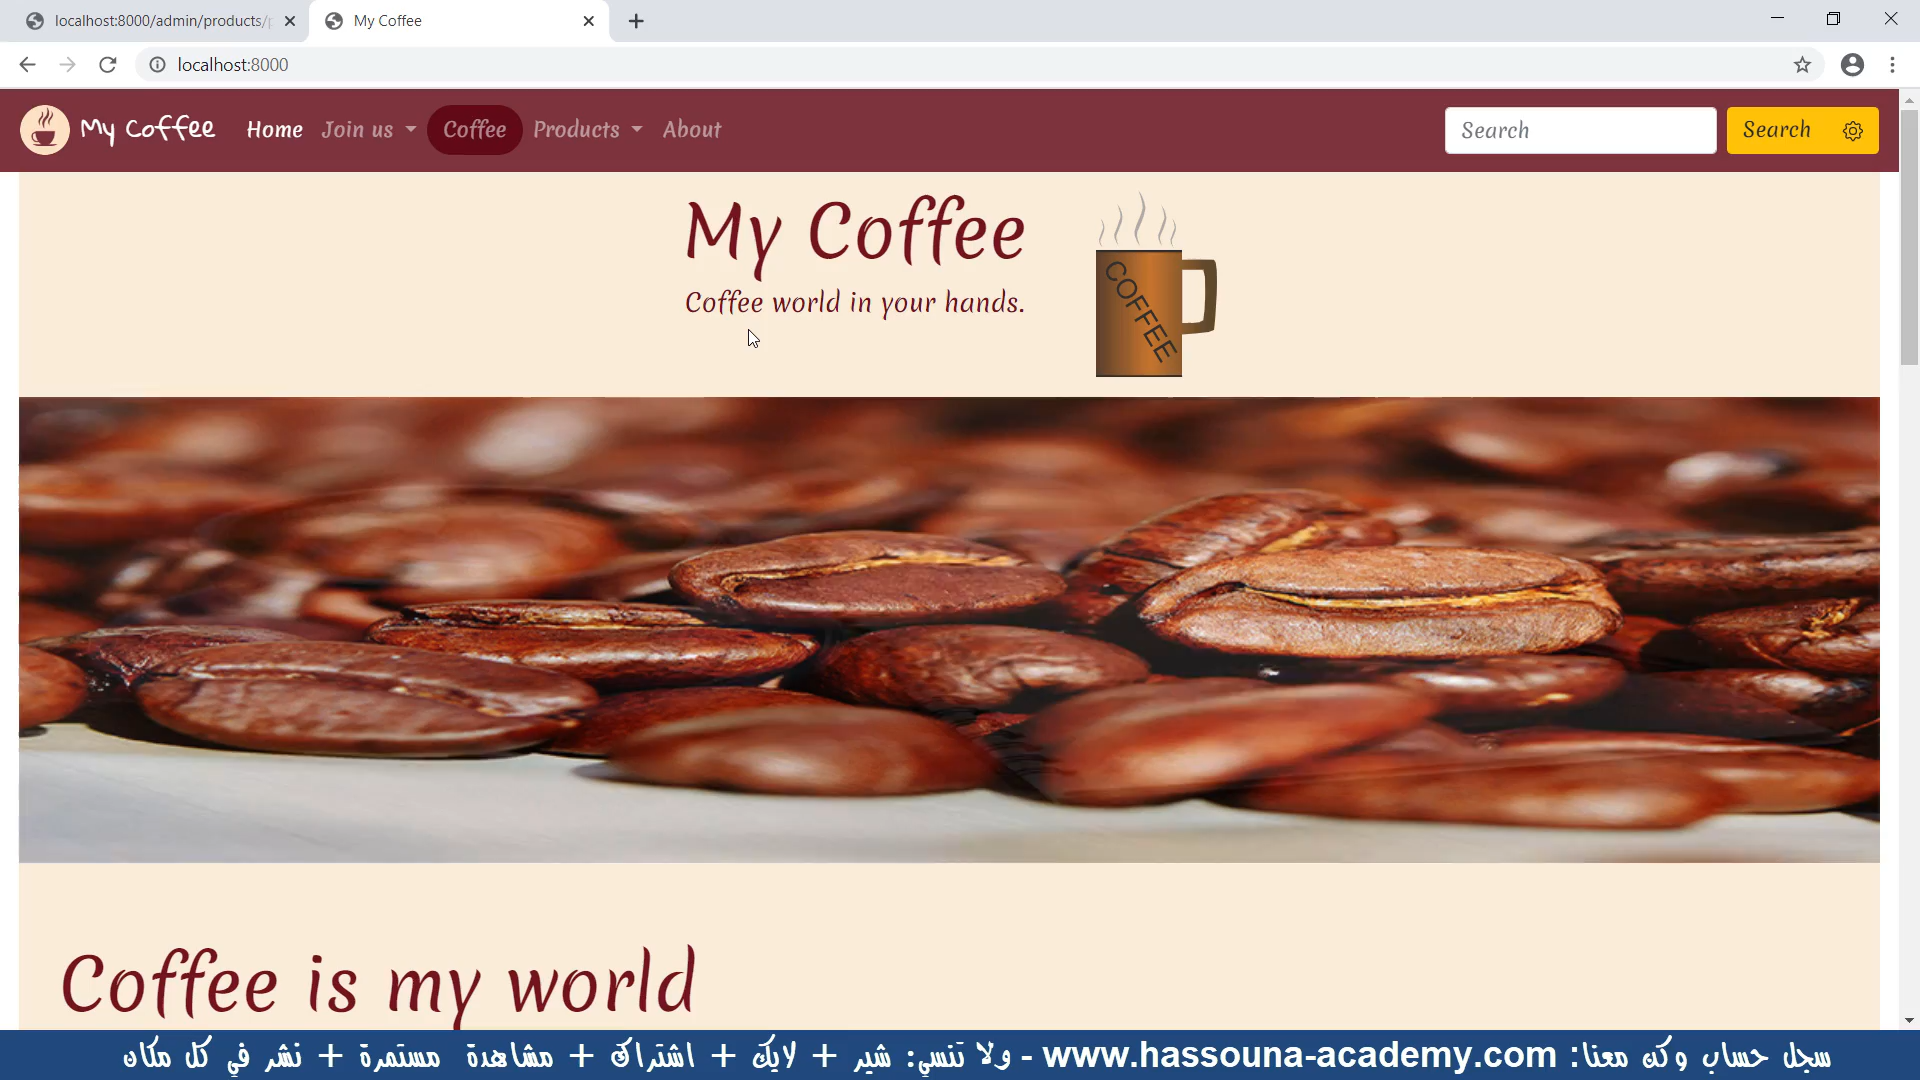 localhost:8000/admin/products/
My Coffee
localhost:8000
My Coffee Home Join us Coffee Products About Search Search
My Coffee
Coffee world in your hands.
COFFEE
Coffee is my world
سجل حساب وكن معنا: www.hassouna-academy.com - ولا تنسي: شير + لايك + اشتراك + مشاهدة مستمرة + نشر في كل مكان